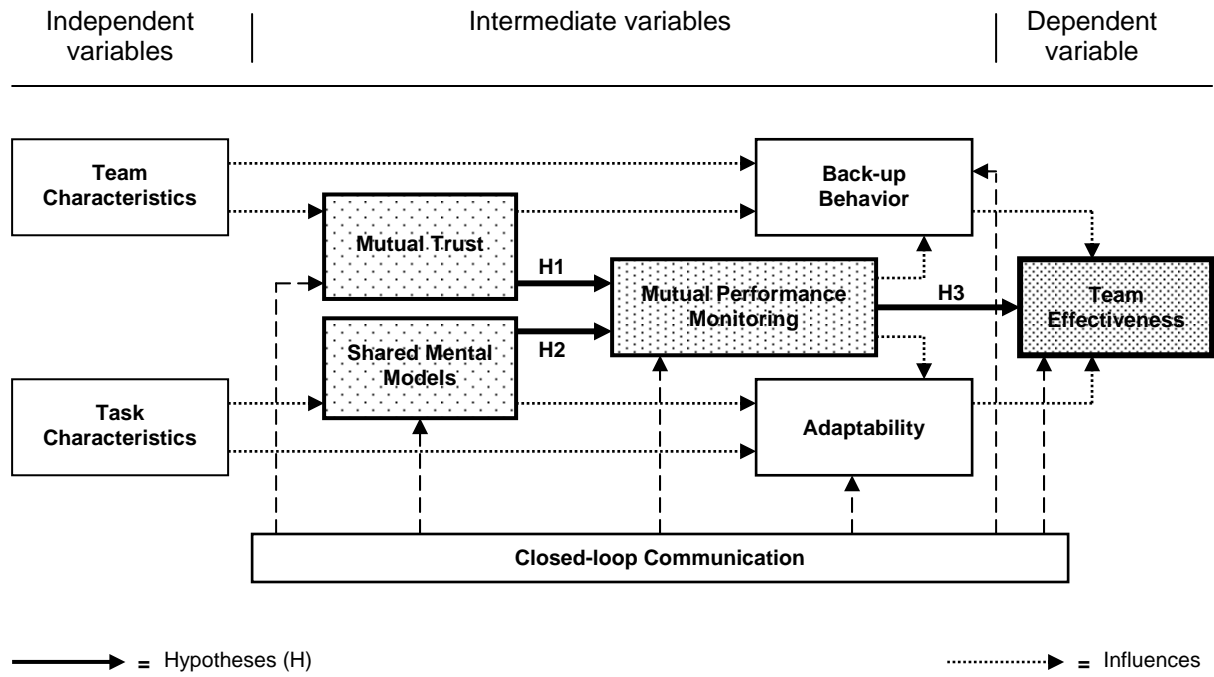 Independent
variables
Intermediate variables
Dependent
variable
Team
Characteristics
Back-up
Behavior
Mutual Trust
H1
Mutual Performance
Monitoring
H3
Team
Effectiveness
H2
Shared Mental
Models
Task
Characteristics
Adaptability
Closed-loop Communication
= Hypotheses (H)
= Influences